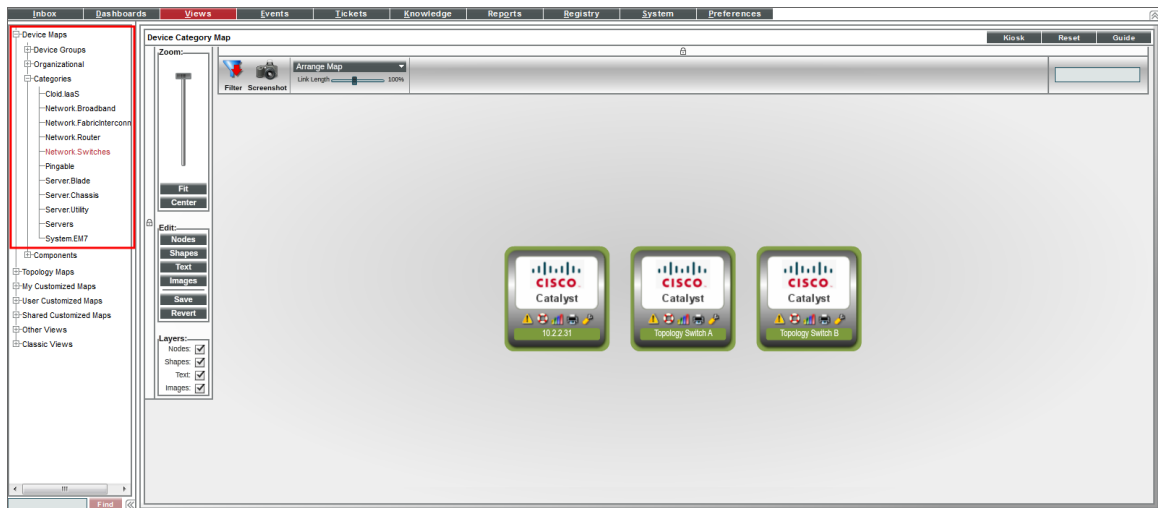 Inbox Dashboards Views Events Tickets Knowledge Reports Registry System Preferences
Device Maps
Device Groups
Organizational
Categories
Cloid.IaaS
Network.Broadband
Network.FabricInterconn
Network.Router
Network.Switches
Pingable
Server.Blade
Server.Chassis
Server.Utility
Servers
System.EM7
Components
Topology Maps
My Customized Maps
User Customized Maps
Shared Customized Maps
Other Views
Classic Views
Find
Device Category Map
Kiosk Reset Guide
Zoom:
Fit
Center
Edit:
Nodes
Shapes
Text
Images
Save
Revert
Layers:
Nodes:
Shapes:
Text:
Images:
Filter Screenshot
Arrange Map
Link Length 100%
CISCO
Catalyst
10.2.2.31
CISCO
Catalyst
Topology Switch A
CISCO
Catalyst
Topology Switch B